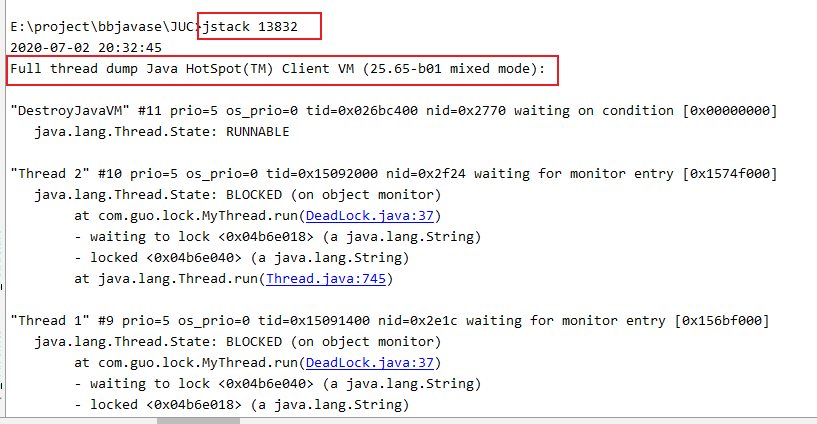 E:\project\bbjavase\JUC>jstack 13832
2020-07-02 20:32:45
Full thread dump Java HotSpot(TM) Client VM (25.65-b01 mixed mode):
"DestroyJavaVM" #11 prio=5 os_prio=0 tid=0x026bc400 nid=0x2770 waiting on condition [0x00000000]
java.lang.Thread.State: RUNNABLE
"Thread 2" #10 prio=5 os_prio=0 tid=0x15092000 nid=0x2f24 waiting for monitor entry [0x1574f000]
java.lang.Thread.State: BLOCKED (on object monitor)
at com.guo.lock.MyThread.run(DeadLock.java:37)
- waiting to lock <0x04b6e018> (a java.lang.String)
- locked <0x04b6e040> (a java.lang.String)
at java.lang.Thread.run(Thread.java:745)
"Thread 1" #9 prio=5 os_prio=0 tid=0x15091400 nid=0x2e1c waiting for monitor entry [0x156bf000]
java.lang.Thread.State: BLOCKED (on object monitor)
at com.guo.lock.MyThread.run(DeadLock.java:37)
- waiting to lock <0x04b6e040> (a java.lang.String)
- locked <0x04b6e018> (a java.lang.String)